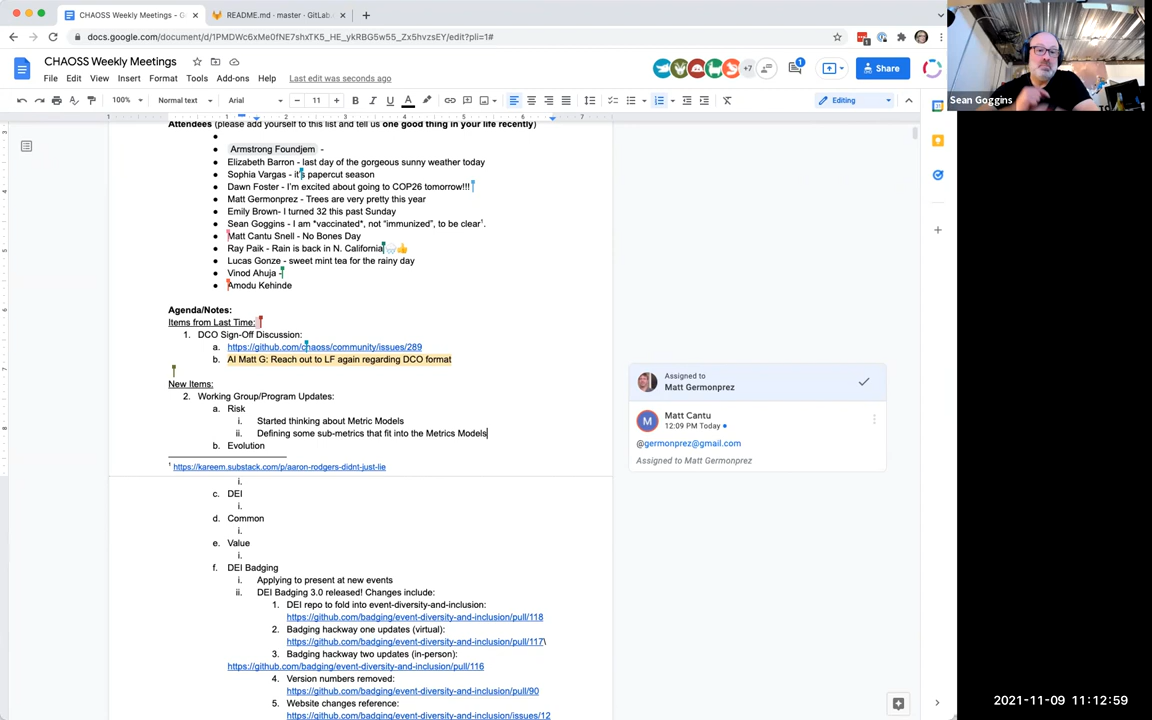 CHAOSS Weekly Meetings - G
README.md · master · GitLab
docs.google.com/document/d/1PMDWc6xMe0fNE7shxTK5_HE_ykRBG5w55_Zx5hvzsEY/edit?pli=1#
CHAOSS Weekly Meetings
File Edit View Insert Format Tools Add-ons Help Last edit was seconds ago
+7
1
Share
100% Normal text Arial 11 Editing
Sean Goggins
Attendees (please add yourself to this list and tell us one good thing in your life recently)
Armstrong Foundjem -
Elizabeth Barron - last day of the gorgeous sunny weather today
Sophia Vargas - it's papercut season
Dawn Foster - I'm excited about going to COP26 tomorrow!!!
Matt Germonprez - Trees are very pretty this year
Emily Brown- I turned 32 this past Sunday
Sean Goggins - I am *vaccinated*, not "immunized", to be clear¹.
Matt Cantu Snell - No Bones Day
Ray Paik - Rain is back in N. California 🌧👍
Lucas Gonze - sweet mint tea for the rainy day
Vinod Ahuja -
Amodu Kehinde
Agenda/Notes:
Items from Last Time:
1. DCO Sign-Off Discussion:
a. https://github.com/chaoss/community/issues/289
b. AI Matt G: Reach out to LF again regarding DCO format
New Items:
2. Working Group/Program Updates:
a. Risk
i. Started thinking about Metric Models
ii. Defining some sub-metrics that fit into the Metrics Models
b. Evolution
¹ https://kareem.substack.com/p/aaron-rodgers-didnt-just-lie
i.
c. DEI
i.
d. Common
i.
e. Value
i.
f. DEI Badging
i. Applying to present at new events
ii. DEI Badging 3.0 released! Changes include:
1. DEI repo to fold into event-diversity-and-inclusion:
https://github.com/badging/event-diversity-and-inclusion/pull/118
2. Badging hackway one updates (virtual):
https://github.com/badging/event-diversity-and-inclusion/pull/117\
3. Badging hackway two updates (in-person):
https://github.com/badging/event-diversity-and-inclusion/pull/116
4. Version numbers removed:
https://github.com/badging/event-diversity-and-inclusion/pull/90
5. Website changes reference:
https://github.com/badging/event-diversity-and-inclusion/issues/12
Assigned to
Matt Germonprez
M
Matt Cantu
12:09 PM Today
@germonprez@gmail.com
Assigned to Matt Germonprez
2021-11-09 11:12:59